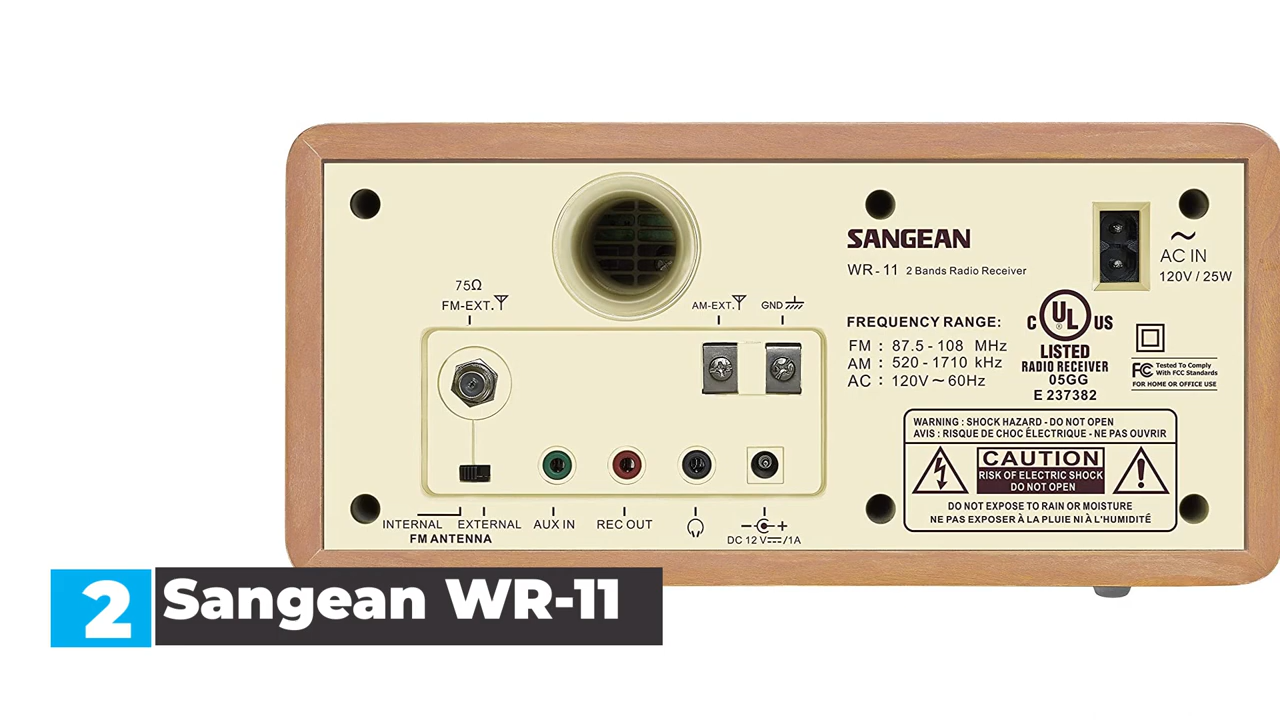 SANGEAN
WR-11 2 Bands Radio Receiver
AC IN
120V / 25W
75Ω
FM-EXT.
AM-EXT.
GND
FREQUENCY RANGE:
FM : 87.5 - 108 MHz
AM : 520 - 1710 kHz
AC : 120V ~ 60Hz
C UL US
LISTED
RADIO RECEIVER
05GG
E 237382
FC Tested To Comply
With FCC Standards
FOR HOME OR OFFICE USE
WARNING : SHOCK HAZARD - DO NOT OPEN
AVIS : RISQUE DE CHOC ÉLECTRIQUE - NE PAS OUVRIR
CAUTION
RISK OF ELECTRIC SHOCK
DO NOT OPEN
DO NOT EXPOSE TO RAIN OR MOISTURE
NE PAS EXPOSER À LA PLUIE NI À L'HUMIDITÉ
INTERNAL EXTERNAL
FM ANTENNA
AUX IN
REC OUT
DC 12 V⎓/1A
2 Sangean WR-11